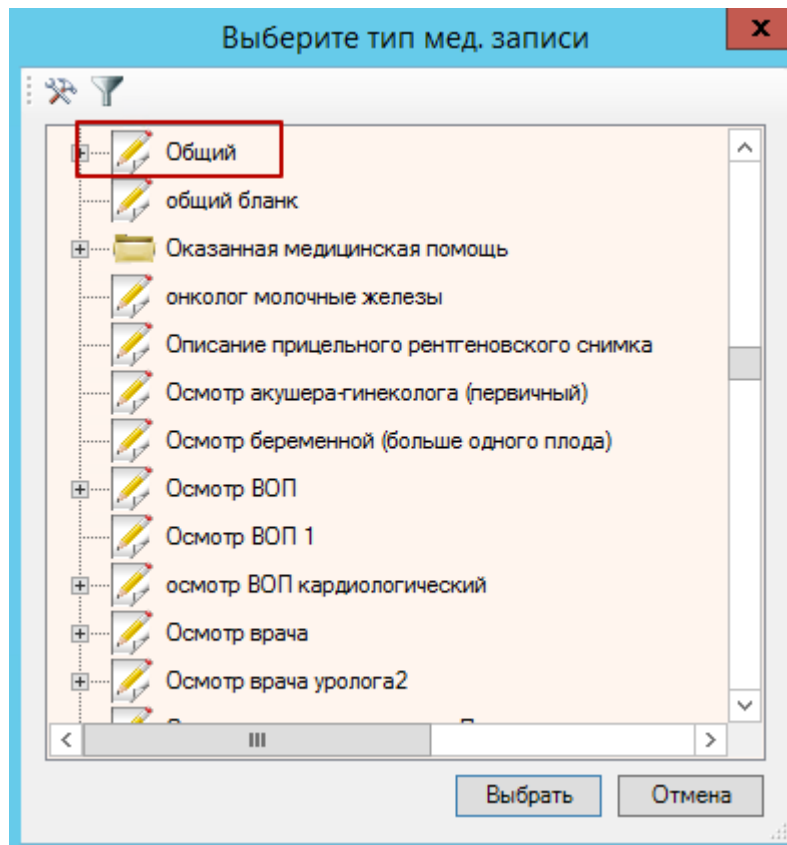 Выберите тип мед. записи
x
Общий
общий бланк
Оказанная медицинская помощь
онколог молочные железы
Описание прицельного рентгеновского снимка
Осмотр акушера-гинеколога (первичный)
Осмотр беременной (больше одного плода)
Осмотр ВОП
Осмотр ВОП 1
осмотр ВОП кардиологический
Осмотр врача
Осмотр врача уролога2
Выбрать
Отмена